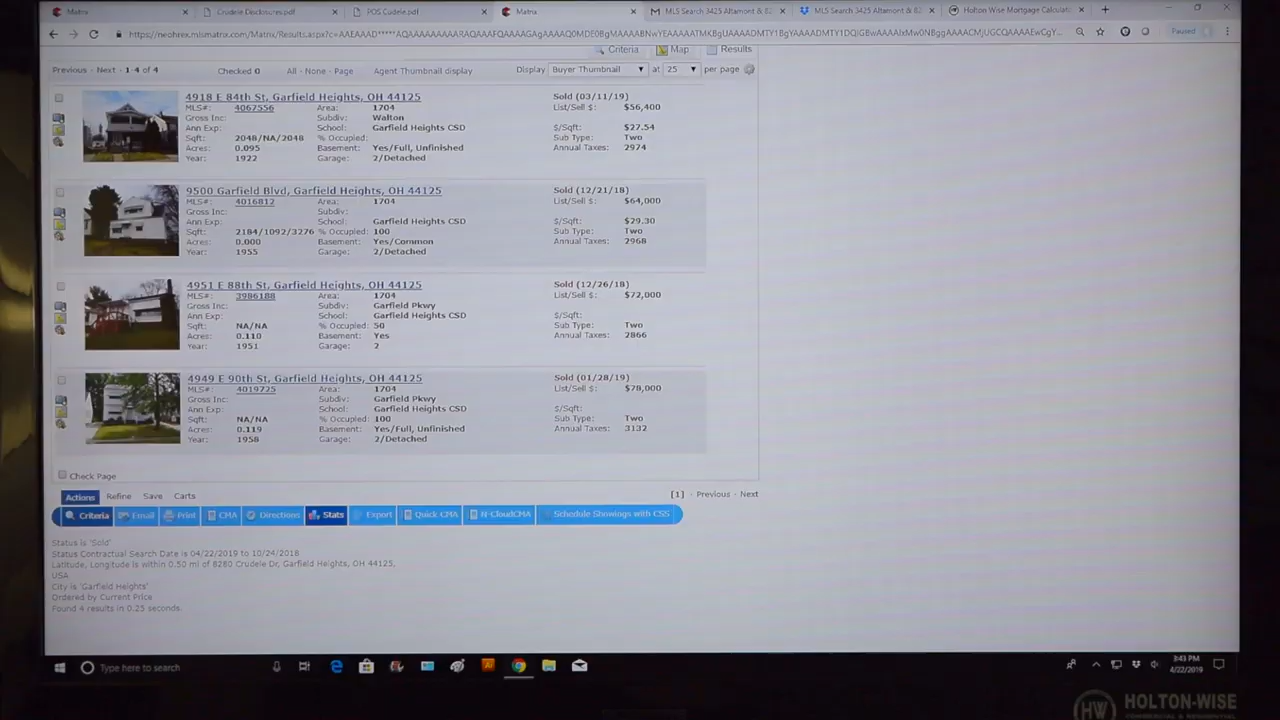 Matrix
Crudele Disclosures.pdf
POS Cudele.pdf
Matrix
MLS Search 3425 Altamont & 82
MLS Search 3425 Altamont & 82
Holton Wise Mortgage Calculat
Paused
Criteria Map Results
Previous · Next · 1-4 of 4 Checked 0 All · None · Page Agent Thumbnail display Display Buyer Thumbnail at 25 per page
4918 E 84th St, Garfield Heights, OH 44125 Sold (03/11/19)
MLS#: 4067556 Area: 1704 List/Sell $: $56,400
Gross Inc: Subdiv: Walton
Ann Exp: School: Garfield Heights CSD $/Sqft: $27.54
Sqft: 2048/NA/2048 % Occupied: Sub Type: Two
Acres: 0.095 Basement: Yes/Full, Unfinished Annual Taxes: 2974
Year: 1922 Garage: 2/Detached
9500 Garfield Blvd, Garfield Heights, OH 44125 Sold (12/21/18)
MLS#: 4016812 Area: 1704 List/Sell $: $64,000
Gross Inc: Subdiv:
Ann Exp: School: Garfield Heights CSD $/Sqft: $29.30
Sqft: 2184/1092/3276 % Occupied: 100 Sub Type: Two
Acres: 0.000 Basement: Yes/Common Annual Taxes: 2968
Year: 1955 Garage: 2/Detached
4951 E 88th St, Garfield Heights, OH 44125 Sold (12/26/18)
MLS#: 3986188 Area: 1704 List/Sell $: $72,000
Gross Inc: Subdiv: Garfield Pkwy
Ann Exp: School: Garfield Heights CSD $/Sqft:
Sqft: NA/NA % Occupied: 50 Sub Type: Two
Acres: 0.110 Basement: Yes Annual Taxes: 2866
Year: 1951 Garage: 2
4949 E 90th St, Garfield Heights, OH 44125 Sold (01/28/19)
MLS#: 4019725 Area: 1704 List/Sell $: $78,000
Gross Inc: Subdiv: Garfield Pkwy
Ann Exp: School: Garfield Heights CSD $/Sqft:
Sqft: NA/NA % Occupied: 100 Sub Type: Two
Acres: 0.119 Basement: Yes/Full, Unfinished Annual Taxes: 3132
Year: 1958 Garage: 2/Detached
Check Page
Actions Refine Save Carts [1] · Previous · Next
Criteria Email Print CMA Directions Stats Export Quick CMA N-CloudCMA Schedule Showings with CSS
Status is 'Sold'
Status Contractual Search Date is 04/22/2019 to 10/24/2018
Latitude, Longitude is within 0.50 mi of 8280 Crudele Dr, Garfield Heights, OH 44125,
USA
City is 'Garfield Heights'
Ordered by Current Price
Found 4 results in 0.25 seconds.
Type here to search
3:43 PM
4/22/2019
HW HOLTON-WISE